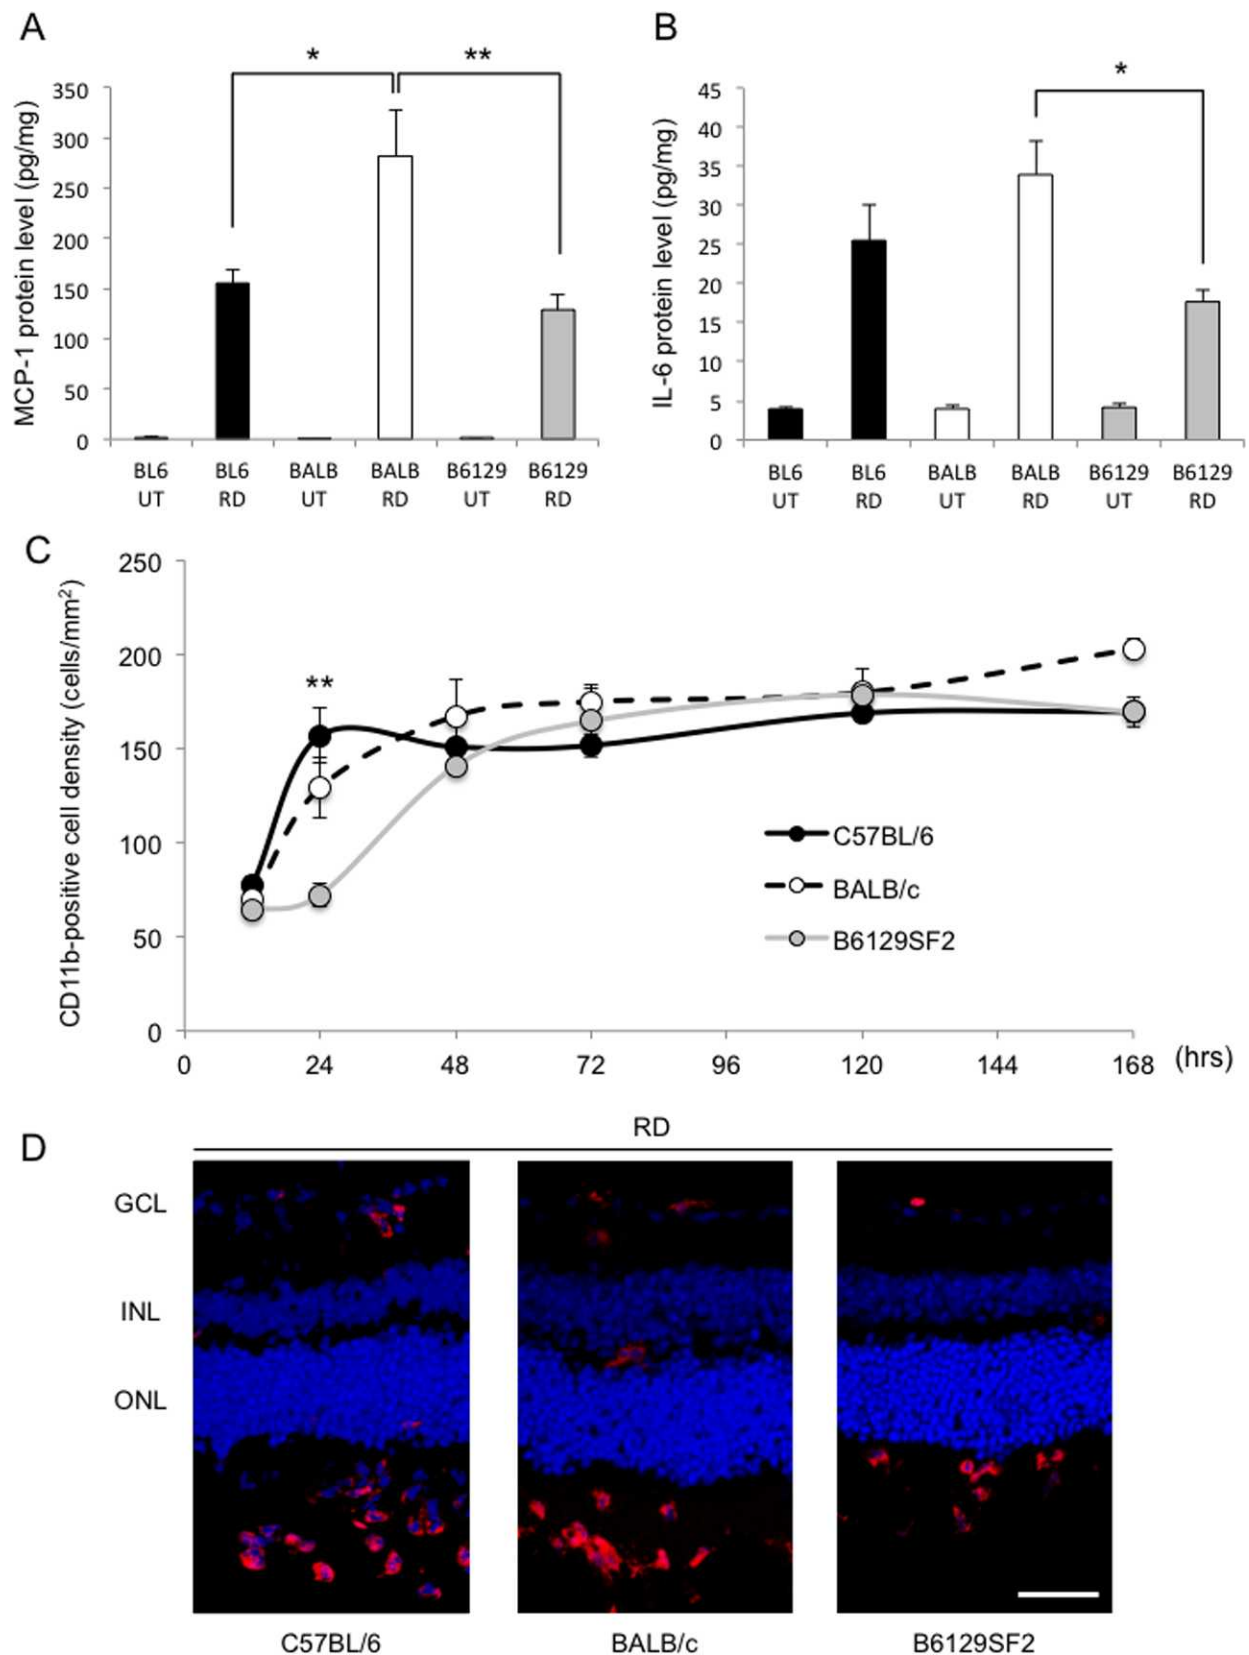 A
MCP-1 protein level (pg/mg)
350
300
250
200
150
100
50
0
*
**
BL6 UT
BL6 RD
BALB UT
BALB RD
B6129 UT
B6129 RD
B
IL-6 protein level (pg/mg)
45
40
35
30
25
20
15
10
5
0
*
BL6 UT
BL6 RD
BALB UT
BALB RD
B6129 UT
B6129 RD
C
CD11b-positive cell density (cells/mm²)
250
200
150
100
50
0
**
C57BL/6
BALB/c
B6129SF2
0 24 48 72 96 120 144 168 (hrs)
D
RD
GCL
INL
ONL
C57BL/6 BALB/c B6129SF2